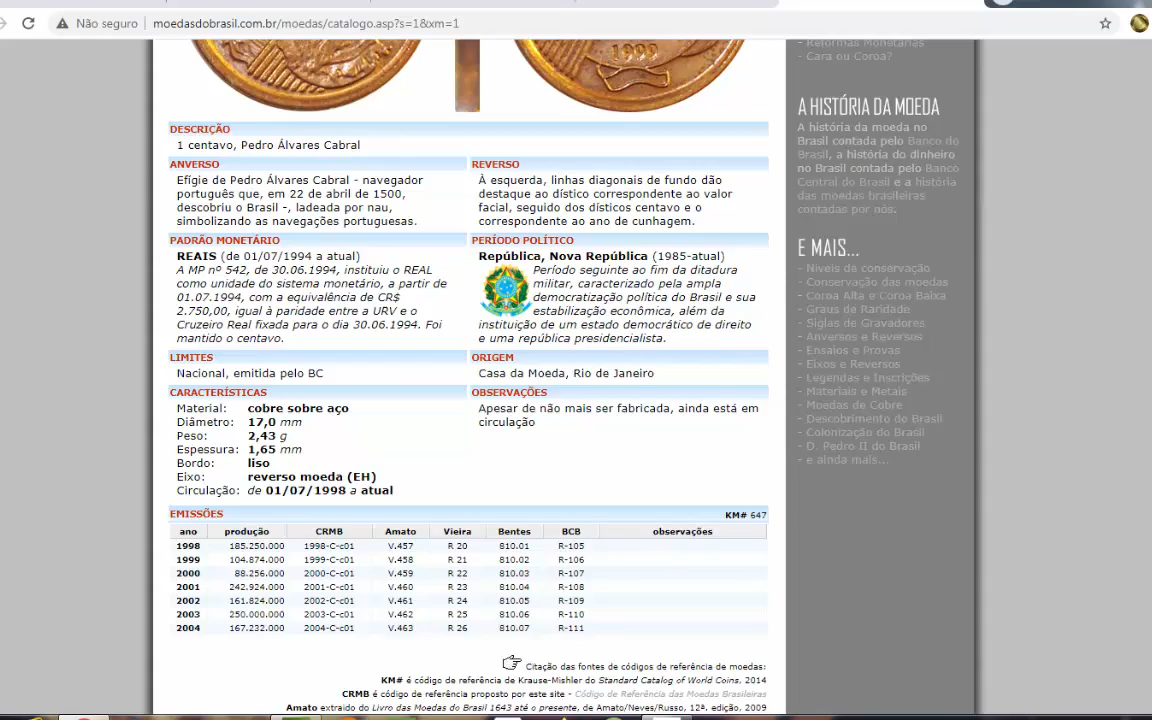 Não seguro | moedasdobrasil.com.br/moedas/catalogo.asp?s=1&xm=1
1999
DESCRIÇÃO
1 centavo, Pedro Álvares Cabral
ANVERSO
Efígie de Pedro Álvares Cabral - navegador
português que, em 22 de abril de 1500,
descobriu o Brasil -, ladeada por nau,
simbolizando as navegações portuguesas.
REVERSO
À esquerda, linhas diagonais de fundo dão
destaque ao dístico correspondente ao valor
facial, seguido dos dísticos centavo e o
correspondente ao ano de cunhagem.
PADRÃO MONETÁRIO
REAIS (de 01/07/1994 a atual)
A MP nº 542, de 30.06.1994, instituiu o REAL
como unidade do sistema monetário, a partir de
01.07.1994, com a equivalência de CR$
2.750,00, igual à paridade entre a URV e o
Cruzeiro Real fixada para o dia 30.06.1994. Foi
mantido o centavo.
PERÍODO POLÍTICO
República, Nova República (1985-atual)
Período seguinte ao fim da ditadura
militar, caracterizado pela ampla
democratização política do Brasil e sua
estabilização econômica, além da
instituição de um estado democrático de direito
e uma república presidencialista.
LIMITES
Nacional, emitida pelo BC
ORIGEM
Casa da Moeda, Rio de Janeiro
CARACTERÍSTICAS
Material: cobre sobre aço
Diâmetro: 17,0 mm
Peso: 2,43 g
Espessura: 1,65 mm
Bordo: liso
Eixo: reverso moeda (EH)
Circulação: de 01/07/1998 a atual
OBSERVAÇÕES
Apesar de não mais ser fabricada, ainda está em
circulação
EMISSÕES KM# 647
ano produção CRMB Amato Vieira Bentes BCB observações
1998 185.250.000 1998-C-c01 V.457 R 20 810.01 R-105
1999 104.874.000 1999-C-c01 V.458 R 21 810.02 R-106
2000 88.256.000 2000-C-c01 V.459 R 22 810.03 R-107
2001 242.924.000 2001-C-c01 V.460 R 23 810.04 R-108
2002 161.824.000 2002-C-c01 V.461 R 24 810.05 R-109
2003 250.000.000 2003-C-c01 V.462 R 25 810.06 R-110
2004 167.232.000 2004-C-c01 V.463 R 26 810.07 R-111
Citação das fontes de códigos de referência de moedas:
KM# é código de referência de Krause-Mishler do Standard Catalog of World Coins, 2014
CRMB é código de referência proposto por este site - Código de Referência das Moedas Brasileiras
Amato extraido do Livro das Moedas do Brasil 1643 até o presente, de Amato/Neves/Russo, 12ª. edição, 2009
- Reformas Monetárias
- Cara ou Coroa?
A HISTÓRIA DA MOEDA
A história da moeda no
Brasil contada pelo Banco do
Brasil, a história do dinheiro
no Brasil contada pelo Banco
Central do Brasil e a história
das moedas brasileiras
contadas por nós.
E MAIS...
- Níveis de conservação
- Conservação das moedas
- Coroa Alta e Coroa Baixa
- Graus de Raridade
- Siglas de Gravadores
- Anversos e Reversos
- Ensaios e Provas
- Eixos e Reversos
- Legendas e Inscrições
- Materiais e Metais
- Moedas de Cobre
- Descobrimento do Brasil
- Colonização do Brasil
- D. Pedro II do Brasil
- e ainda mais...